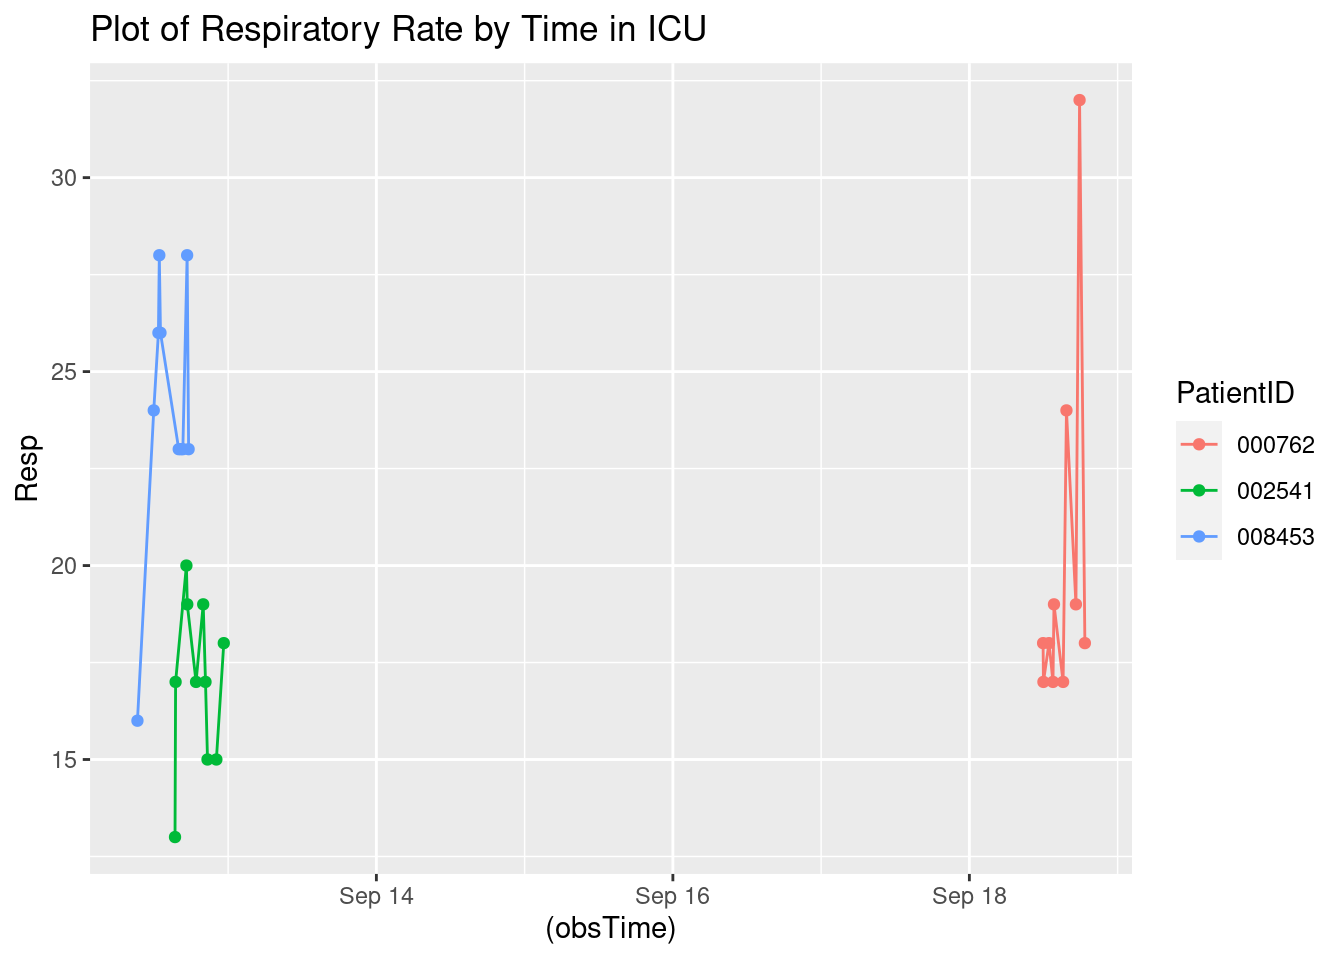 Plot of Respiratory Rate by Time in ICU
30
25
20
15
Resp
Sep 14
Sep 16
Sep 18
(obsTime)
PatientID
000762
002541
008453